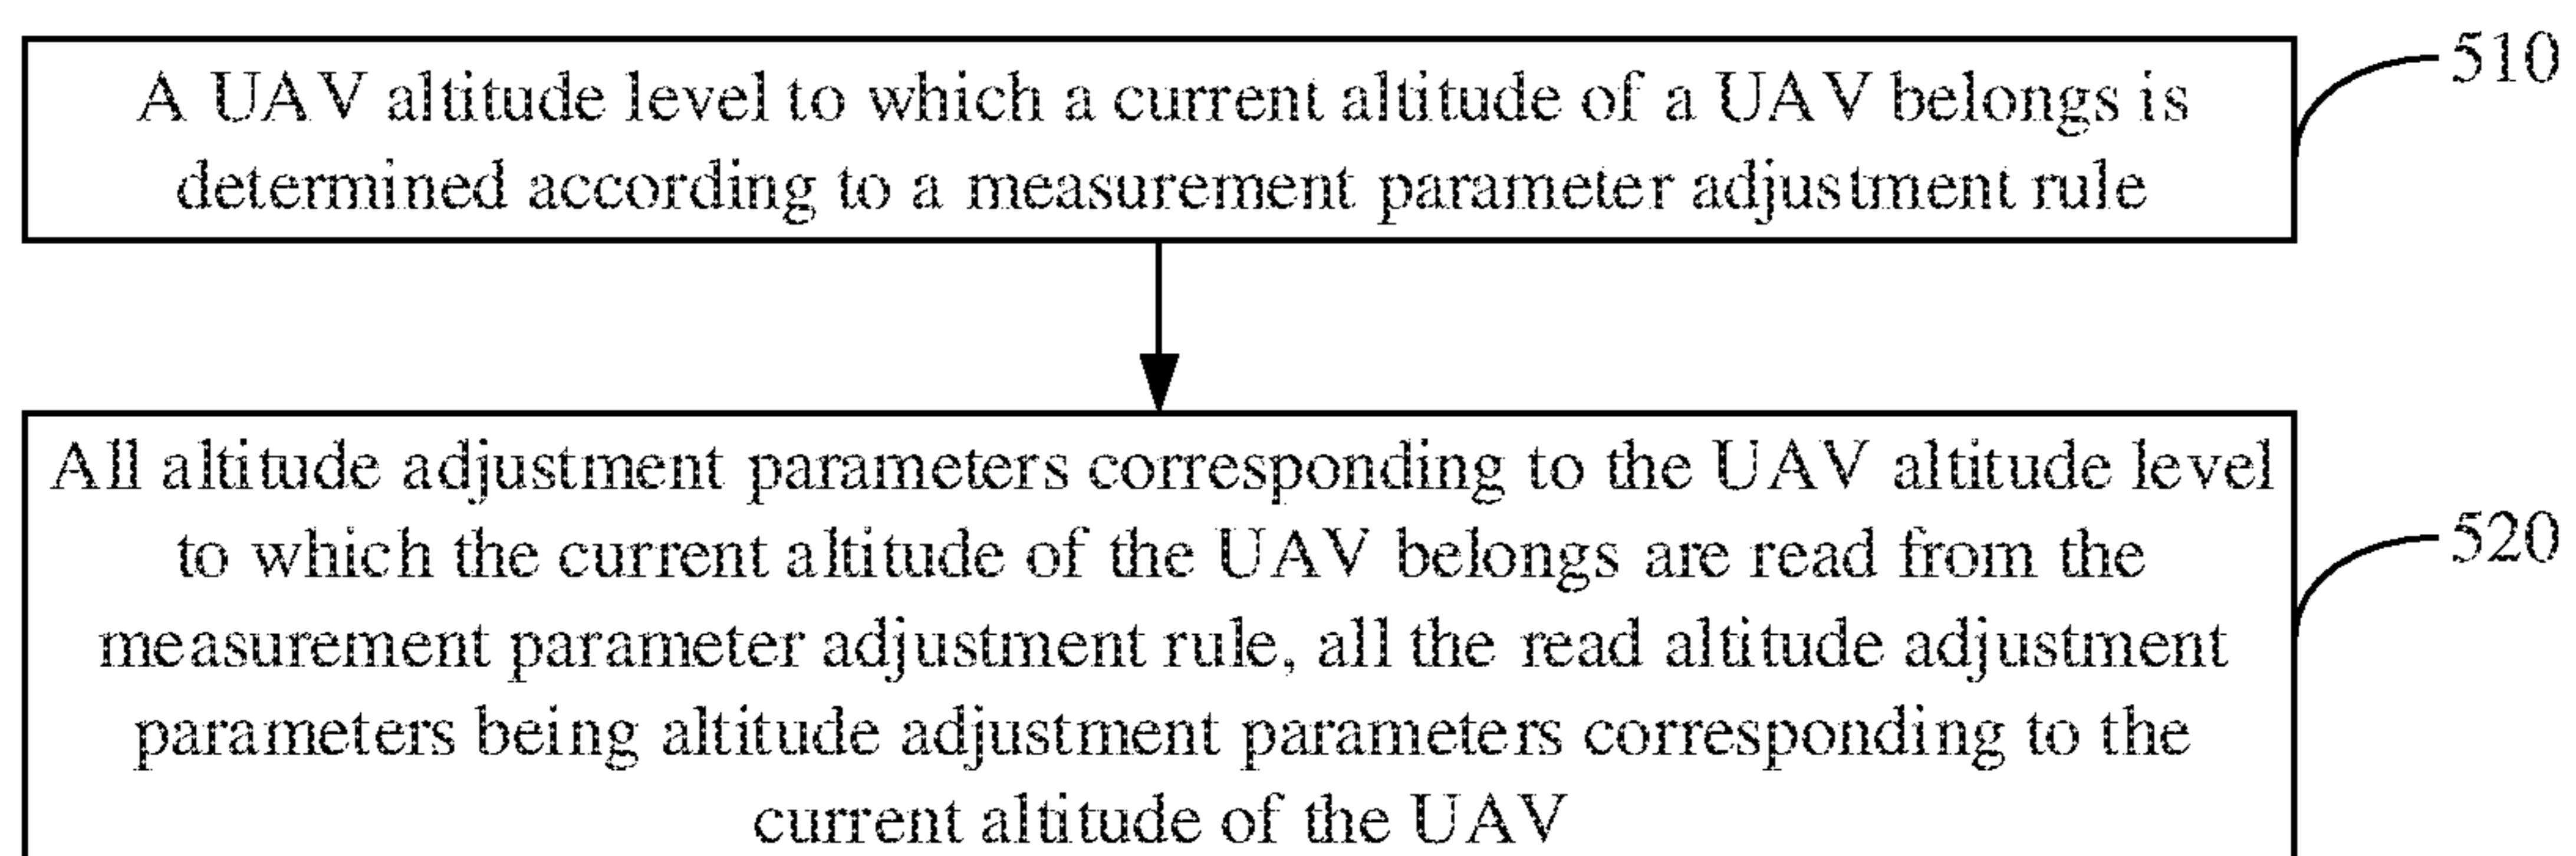 A UAV altitude level to which a current altitude of a UAV belongs is
determined according to a measurement parameter adjustment rule
510
All altitude adjustment parameters corresponding to the UAV altitude level
to which the current altitude of the UAV belongs are read from the
measurement parameter adjustment rule, all the read altitude adjustment
parameters being altitude adjustment parameters corresponding to the
current altitude of the UAV
520